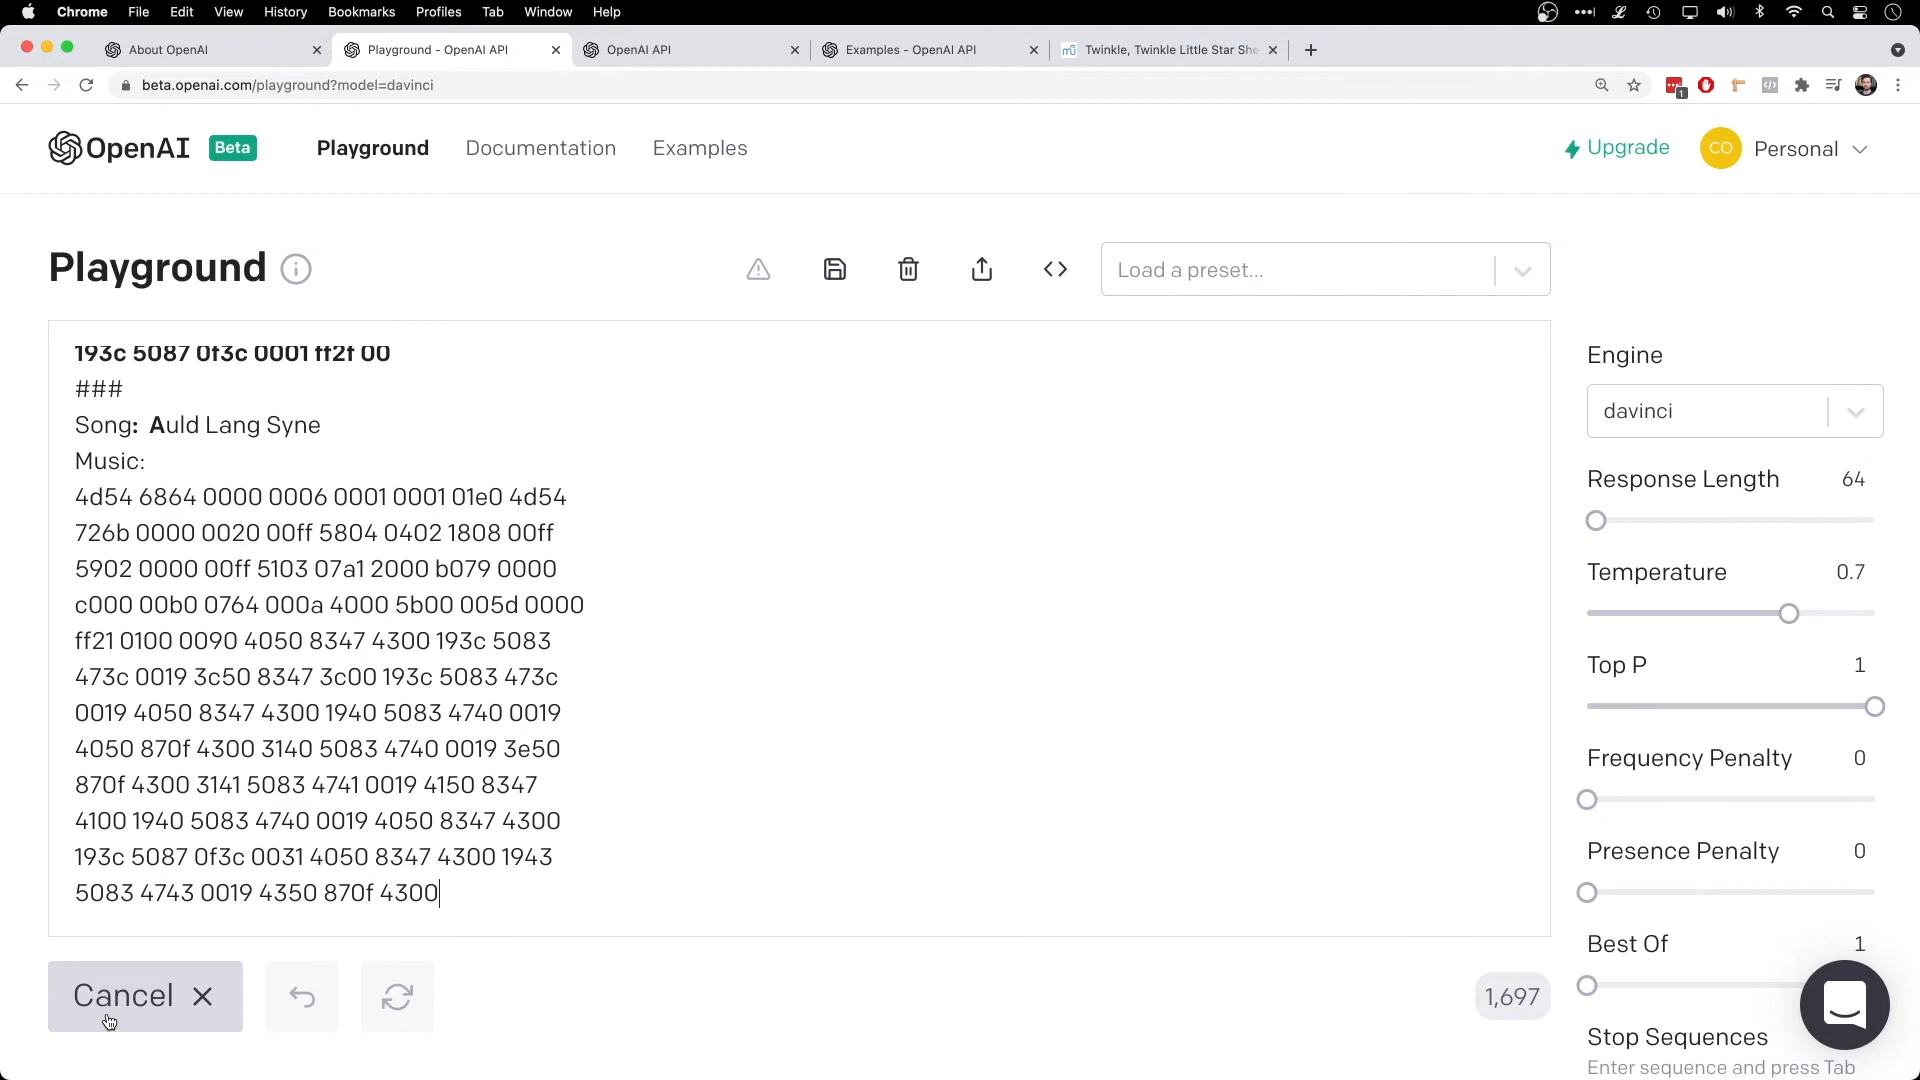 Chrome File Edit View History Bookmarks Profiles Tab Window Help
About OpenAI
Playground - OpenAI API
OpenAI API
Examples - OpenAI API
Twinkle, Twinkle Little Star She
beta.openai.com/playground?model=davinci
1
OpenAI Beta Playground Documentation Examples
Upgrade CO Personal
Playground
Load a preset...
193c 5087 0f3c 0001 ff2f 00
###
Song: Auld Lang Syne
Music:
4d54 6864 0000 0006 0001 0001 01e0 4d54
726b 0000 0020 00ff 5804 0402 1808 00ff
5902 0000 00ff 5103 07a1 2000 b079 0000
c000 00b0 0764 000a 4000 5b00 005d 0000
ff21 0100 0090 4050 8347 4300 193c 5083
473c 0019 3c50 8347 3c00 193c 5083 473c
0019 4050 8347 4300 1940 5083 4740 0019
4050 870f 4300 3140 5083 4740 0019 3e50
870f 4300 3141 5083 4741 0019 4150 8347
4100 1940 5083 4740 0019 4050 8347 4300
193c 5087 0f3c 0031 4050 8347 4300 1943
5083 4743 0019 4350 870f 4300
Cancel
1,697
Engine
davinci
Response Length 64
Temperature 0.7
Top P 1
Frequency Penalty 0
Presence Penalty 0
Best Of 1
Stop Sequences
Enter sequence and press Tab